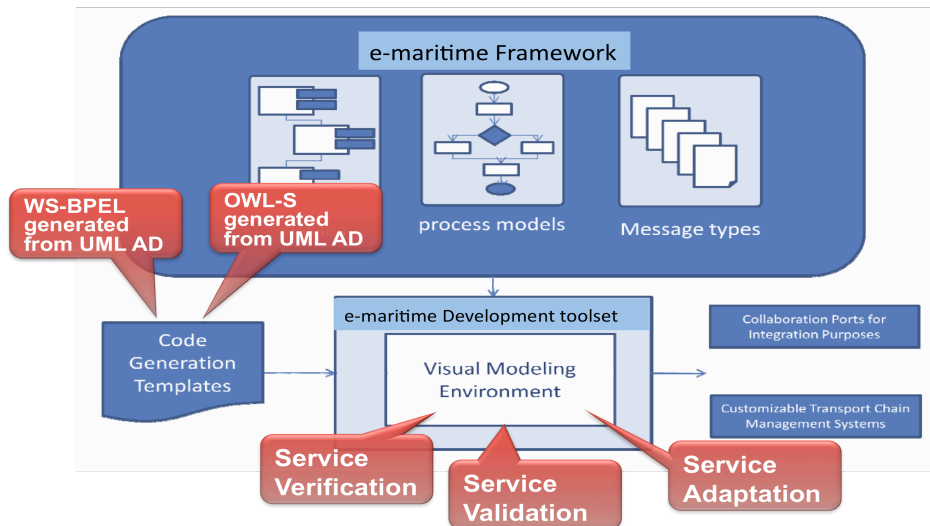 e-maritime Framework
process models
Message types
WS-BPEL
generated
from UML AD
OWL-S
generated
from UML AD
Code
Generation
Templates
e-maritime Development toolset
Visual Modeling
Environment
Collaboration Ports for
Integration Purposes
Customizable Transport Chain
Management Systems
Service
Verification
Service
Validation
Service
Adaptation